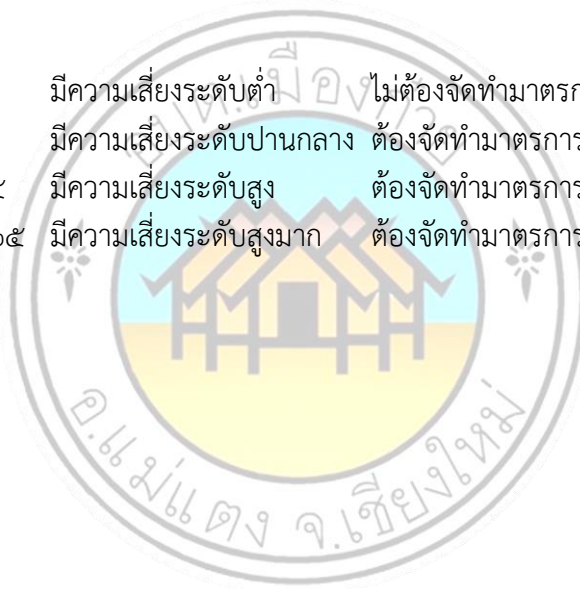 มีความเสี่ยงระดับต่ำ ไม่ต้องจัดทำมาตรก
มีความเสี่ยงระดับปานกลาง ต้องจัดทำมาตรการ
มีความเสี่ยงระดับสูง ต้องจัดทำมาตรการ
๑๕ มีความเสี่ยงระดับสูงมาก ต้องจัดทำมาตรการ
อ.แม่แตง จ.เชียงใหม่